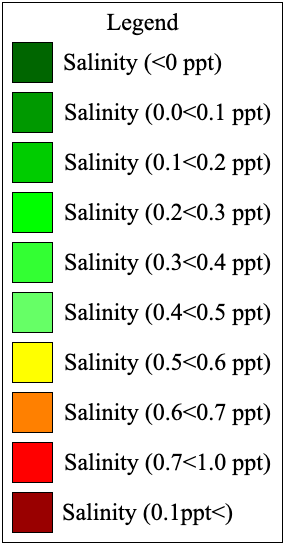 Legend
Salinity (<0 ppt)
Salinity (0.0<0.1 ppt)
Salinity (0.1<0.2 ppt)
Salinity (0.2<0.3 ppt)
Salinity (0.3<0.4 ppt)
Salinity (0.4<0.5 ppt)
Salinity (0.5<0.6 ppt)
Salinity (0.6<0.7 ppt)
Salinity (0.7<1.0 ppt)
Salinity (0.1ppt<)